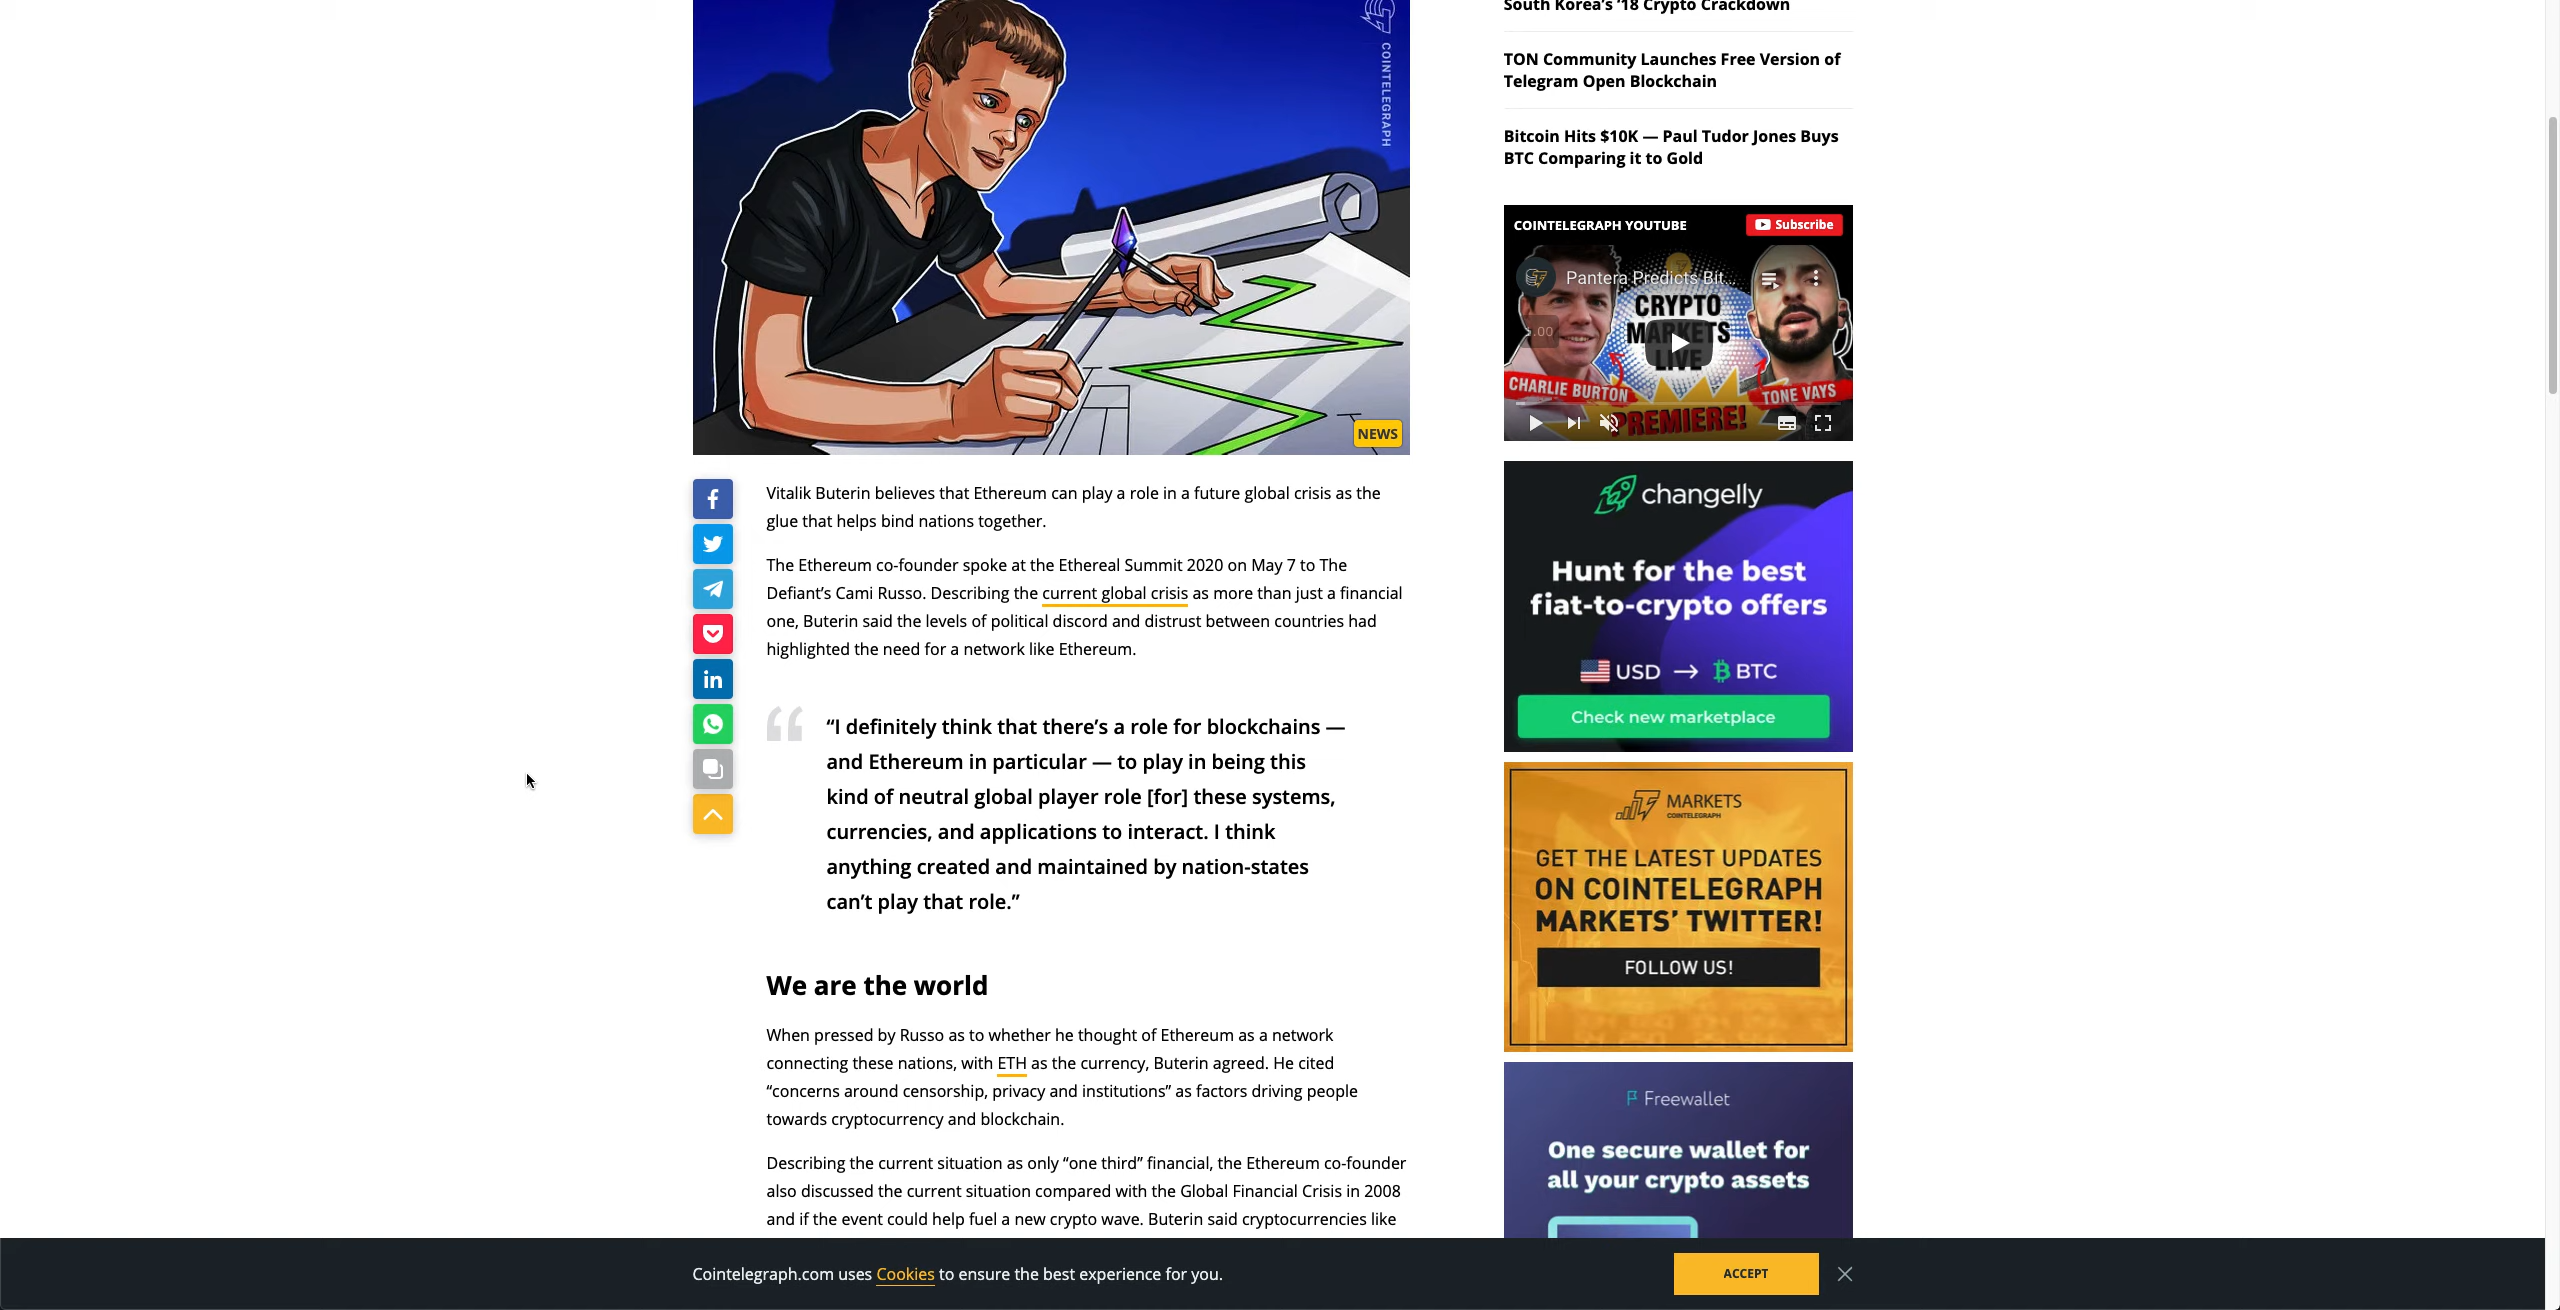 COINTELEGRAPH
NEWS
Vitalik Buterin believes that Ethereum can play a role in a future global crisis as the
glue that helps bind nations together.
The Ethereum co-founder spoke at the Ethereal Summit 2020 on May 7 to The
Defiant’s Cami Russo. Describing the current global crisis as more than just a financial
one, Buterin said the levels of political discord and distrust between countries had
highlighted the need for a network like Ethereum.
“I definitely think that there’s a role for blockchains —
and Ethereum in particular — to play in being this
kind of neutral global player role [for] these systems,
currencies, and applications to interact. I think
anything created and maintained by nation-states
can’t play that role.”
We are the world
When pressed by Russo as to whether he thought of Ethereum as a network
connecting these nations, with ETH as the currency, Buterin agreed. He cited
“concerns around censorship, privacy and institutions” as factors driving people
towards cryptocurrency and blockchain.
Describing the current situation as only “one third” financial, the Ethereum co-founder
also discussed the current situation compared with the Global Financial Crisis in 2008
and if the event could help fuel a new crypto wave. Buterin said cryptocurrencies like
South Korea’s ’18 Crypto Crackdown
TON Community Launches Free Version of
Telegram Open Blockchain
Bitcoin Hits $10K — Paul Tudor Jones Buys
BTC Comparing it to Gold
COINTELEGRAPH YOUTUBE
Subscribe
Pantera Predicts Bit...
CRYPTO
MARKETS
LIVE
CHARLIE BURTON
TONE VAYS
PREMIERE!
changelly
Hunt for the best
fiat-to-crypto offers
USD → BTC
Check new marketplace
MARKETS
COINTELEGRAPH
GET THE LATEST UPDATES
ON COINTELEGRAPH
MARKETS’ TWITTER!
FOLLOW US!
Freewallet
One secure wallet for
all your crypto assets
Cointelegraph.com uses Cookies to ensure the best experience for you.
ACCEPT